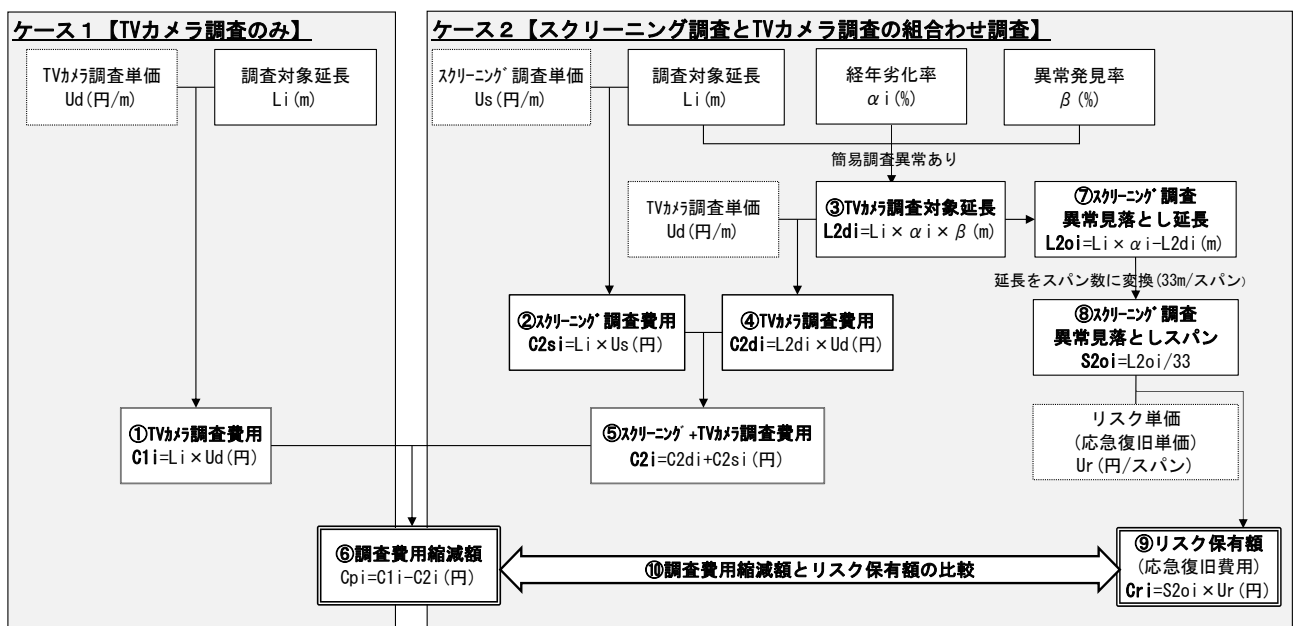 ケース１【TVカメラ調査のみ】
TVカメラ調査単価
Ud(円/m)
調査対象延長
Li(m)
①TVカメラ調査費用
C1i=Li×Ud(円)
ケース２【スクリーニング調査とTVカメラ調査の組合わせ調査】
スクリーニング調査単価
Us(円/m)
調査対象延長
Li(m)
経年劣化率
αi(%)
異常発見率
β(%)
簡易調査異常あり
TVカメラ調査単価
Ud(円/m)
③TVカメラ調査対象延長
L2di=Li×αi×β(m)
⑦スクリーニング調査
異常見落とし延長
L2oi=Li×αi-L2di(m)
延長をスパン数に変換(33m/スパン)
②スクリーニング調査費用
C2si=Li×Us(円)
④TVカメラ調査費用
C2di=L2di×Ud(円)
⑧スクリーニング調査
異常見落としスパン
S2oi=L2oi/33
⑤スクリーニング+TVカメラ調査費用
C2i=C2di+C2si(円)
リスク単価
(応急復旧単価)
Ur(円/スパン)
⑥調査費用縮減額
Cpi=C1i-C2i(円)
⑩調査費用縮減額とリスク保有額の比較
⑨リスク保有額
(応急復旧費用)
Cri=S2oi×Ur(円)